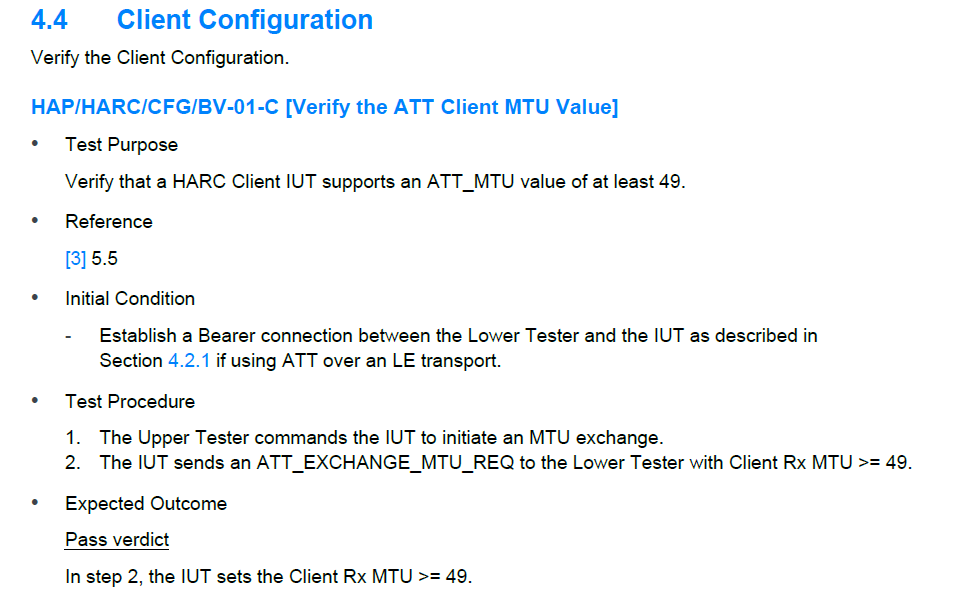 4.4 Client Configuration
Verify the Client Configuration.
HAP/HARC/CFG/BV-01-C [Verify the ATT Client MTU Value]
• Test Purpose
Verify that a HARC Client IUT supports an ATT_MTU value of at least 49.
• Reference
[3] 5.5
• Initial Condition
- Establish a Bearer connection between the Lower Tester and the IUT as described in
Section 4.2.1 if using ATT over an LE transport.
• Test Procedure
1. The Upper Tester commands the IUT to initiate an MTU exchange.
2. The IUT sends an ATT_EXCHANGE_MTU_REQ to the Lower Tester with Client Rx MTU >= 49.
• Expected Outcome
Pass verdict
In step 2, the IUT sets the Client Rx MTU >= 49.